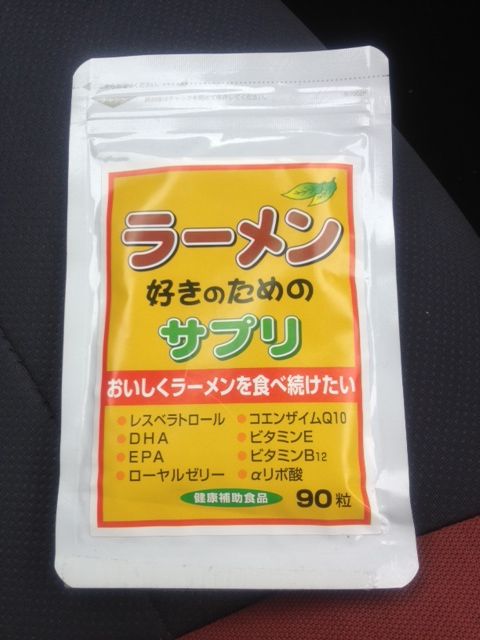 ラーメン
好きのための
サプリ
おいしくラーメンを食べ続けたい
●レスベラトロール ●コエンザイムQ10
●DHA ●ビタミンE
●EPA ●ビタミンB12
●ローヤルゼリー ●αリポ酸
健康補助食品 90粒